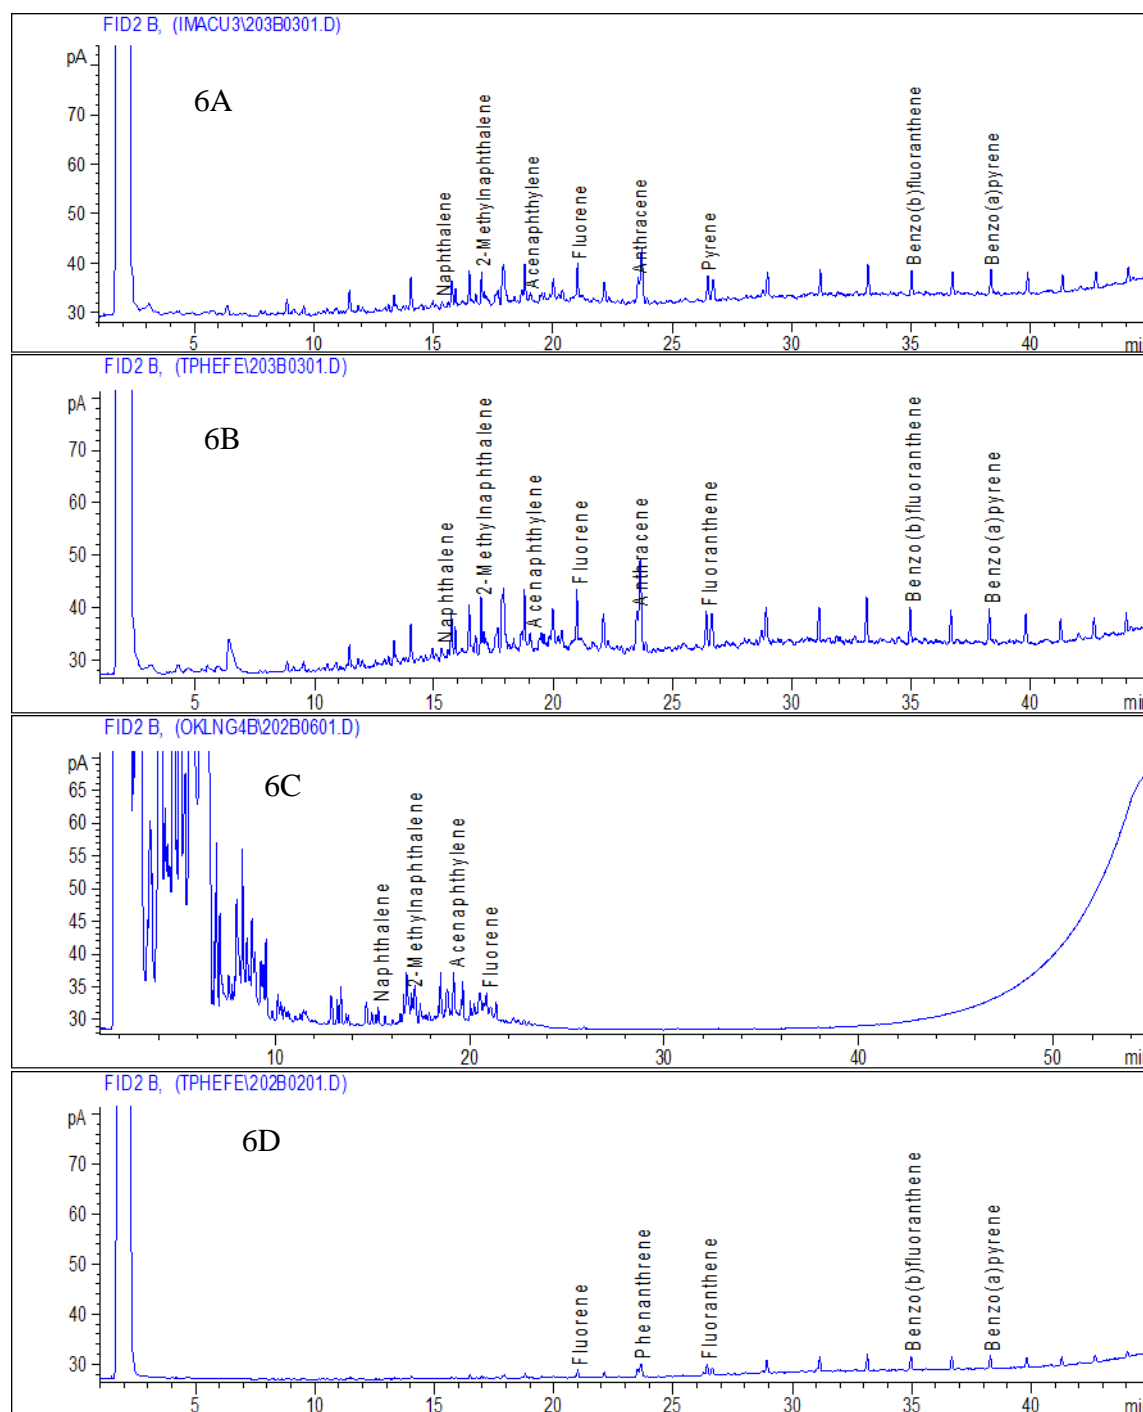 FID2 B, (IMACU3\203B0301.D)
pA
6A
70
60
50
40
30
Naphthalene
2-Methylnaphthalene
Acenaphthylene
Fluorene
Anthracene
Pyrene
Benzo(b)fluoranthene
Benzo(a)pyrene
5 10 15 20 25 30 35 40 mi
FID2 B, (TPHEFE\203B0301.D)
pA
6B
70
60
50
40
30
Naphthalene
2-Methylnaphthalene
Acenaphthylene
Fluorene
Anthracene
Fluoranthene
Benzo(b)fluoranthene
Benzo(a)pyrene
5 10 15 20 25 30 35 40 mi
FID2 B, (OKLNG4B\202B0601.D)
pA
6C
65
60
55
50
45
40
35
30
Naphthalene
2-Methylnaphthalene
Acenaphthylene
Fluorene
10 20 30 40 50 mi
FID2 B, (TPHEFE\202B0201.D)
pA
6D
70
60
50
40
30
Fluorene
Phenanthrene
Fluoranthene
Benzo(b)fluoranthene
Benzo(a)pyrene
5 10 15 20 25 30 35 40 mi